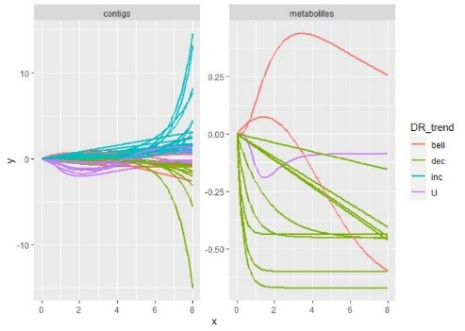 contigs
metabolites
10
0
-10
0.25
0.00
-0.25
-0.50
y
0 2 4 6 8
0 2 4 6 8
x
DR_trend
bell
dec
inc
U